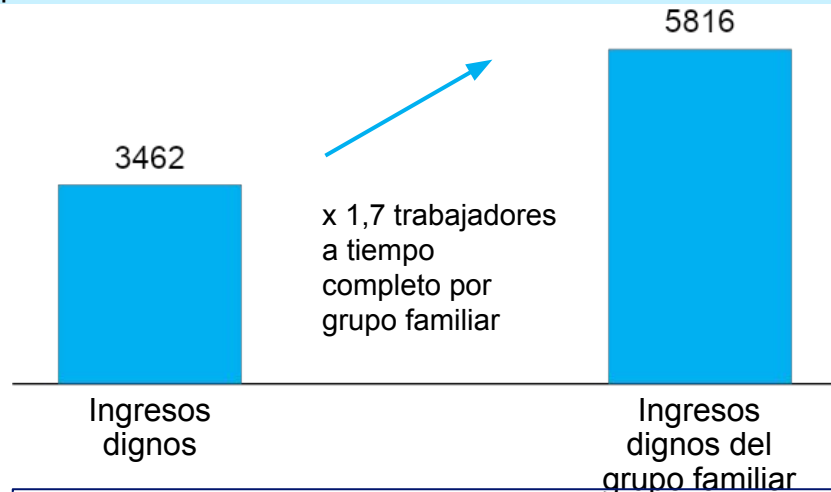 5816
3462
x 1,7 trabajadores
a tiempo
completo por
grupo familiar
Ingresos
dignos
Ingresos
dignos del
grupo familiar